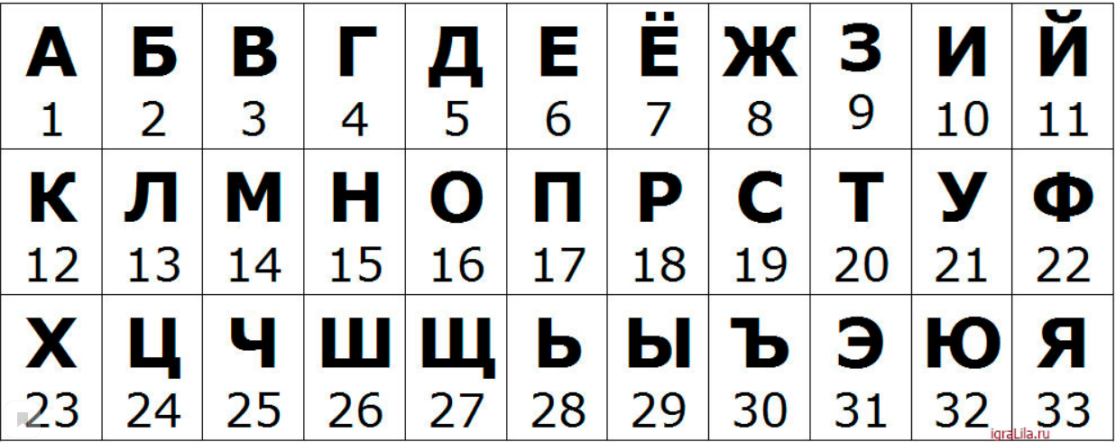 А Б В Г Д Е Ё Ж З И Й
1 2 3 4 5 6 7 8 9 10 11
К Л М Н О П Р С Т У Ф
12 13 14 15 16 17 18 19 20 21 22
Х Ц Ч Ш Щ Ь Ы Ъ Э Ю Я
23 24 25 26 27 28 29 30 31 32 33
igraLila.ru